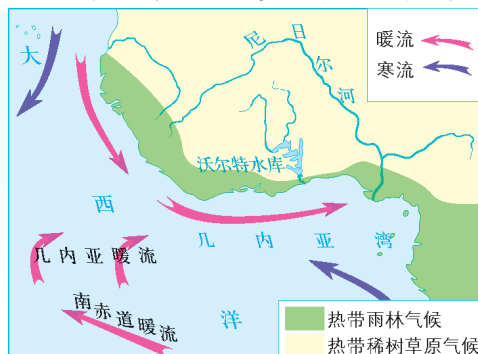 大
西
洋
尼日尔河
暖流
寒流
沃尔特水库
几内亚湾
几内亚暖流
南赤道暖流
热带雨林气候
热带稀树草原气候